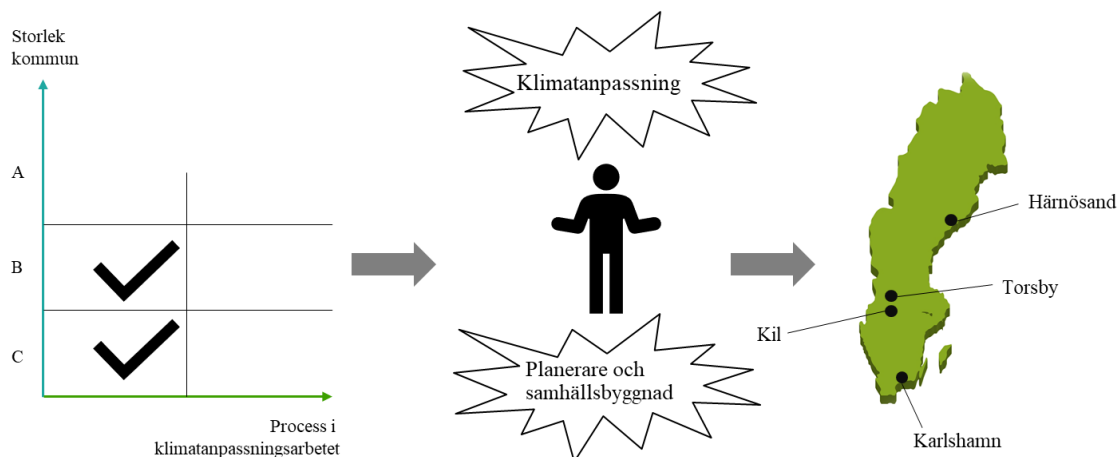 Storlek
kommun
A
B
C
Process i
klimatanpassningsarbetet
Klimatanpassning
Planerare och
samhällsbyggnad
Härnösand
Torsby
Kil
Karlshamn